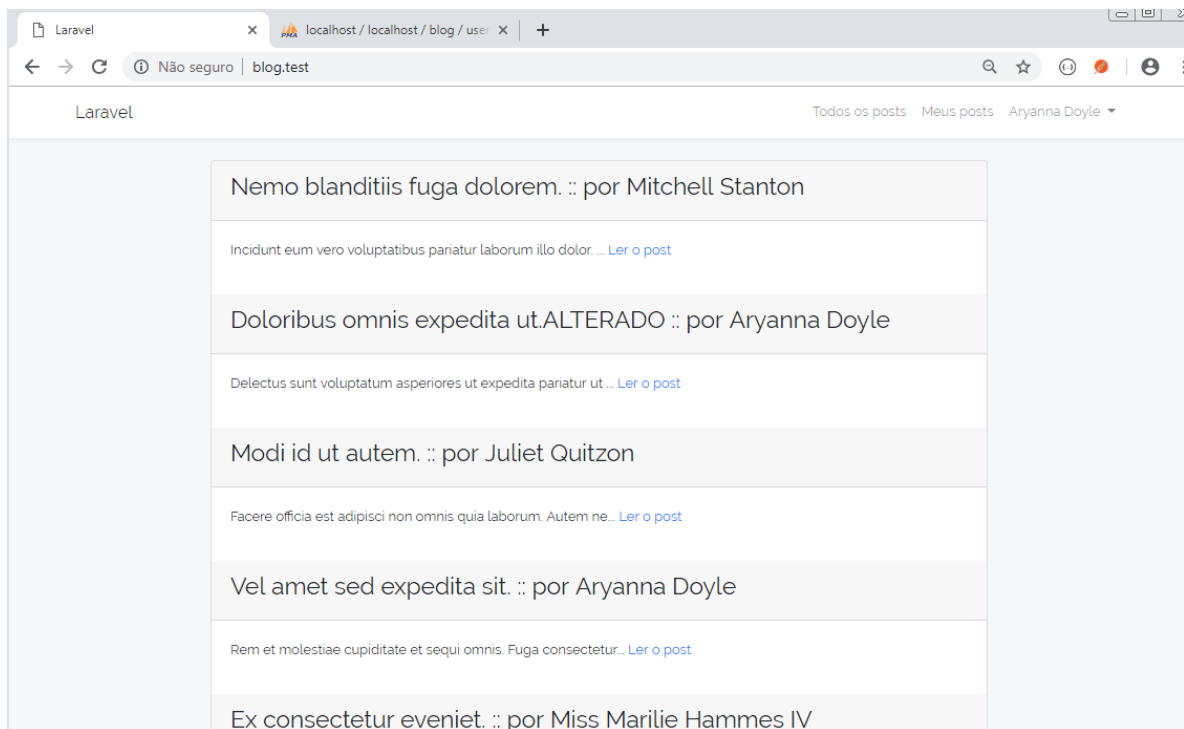 Laravel
localhost / localhost / blog / user
Não seguro
blog.test
Laravel
Todos os posts Meus posts Aryanna Doyle
Nemo blanditiis fuga dolorem. :: por Mitchell Stanton
Incidunt eum vero voluptatibus pariatur laborum illo dolor. ... Ler o post
Doloribus omnis expedita ut.ALTERADO :: por Aryanna Doyle
Delectus sunt voluptatum asperiores ut expedita pariatur ut ... Ler o post
Modi id ut autem. :: por Juliet Quitzon
Facere officia est adipisci non omnis quia laborum. Autem ne... Ler o post
Vel amet sed expedita sit. :: por Aryanna Doyle
Rem et molestiae cupiditate et sequi omnis. Fuga consectetur... Ler o post
Ex consectetur eveniet. :: por Miss Marilie Hammes IV